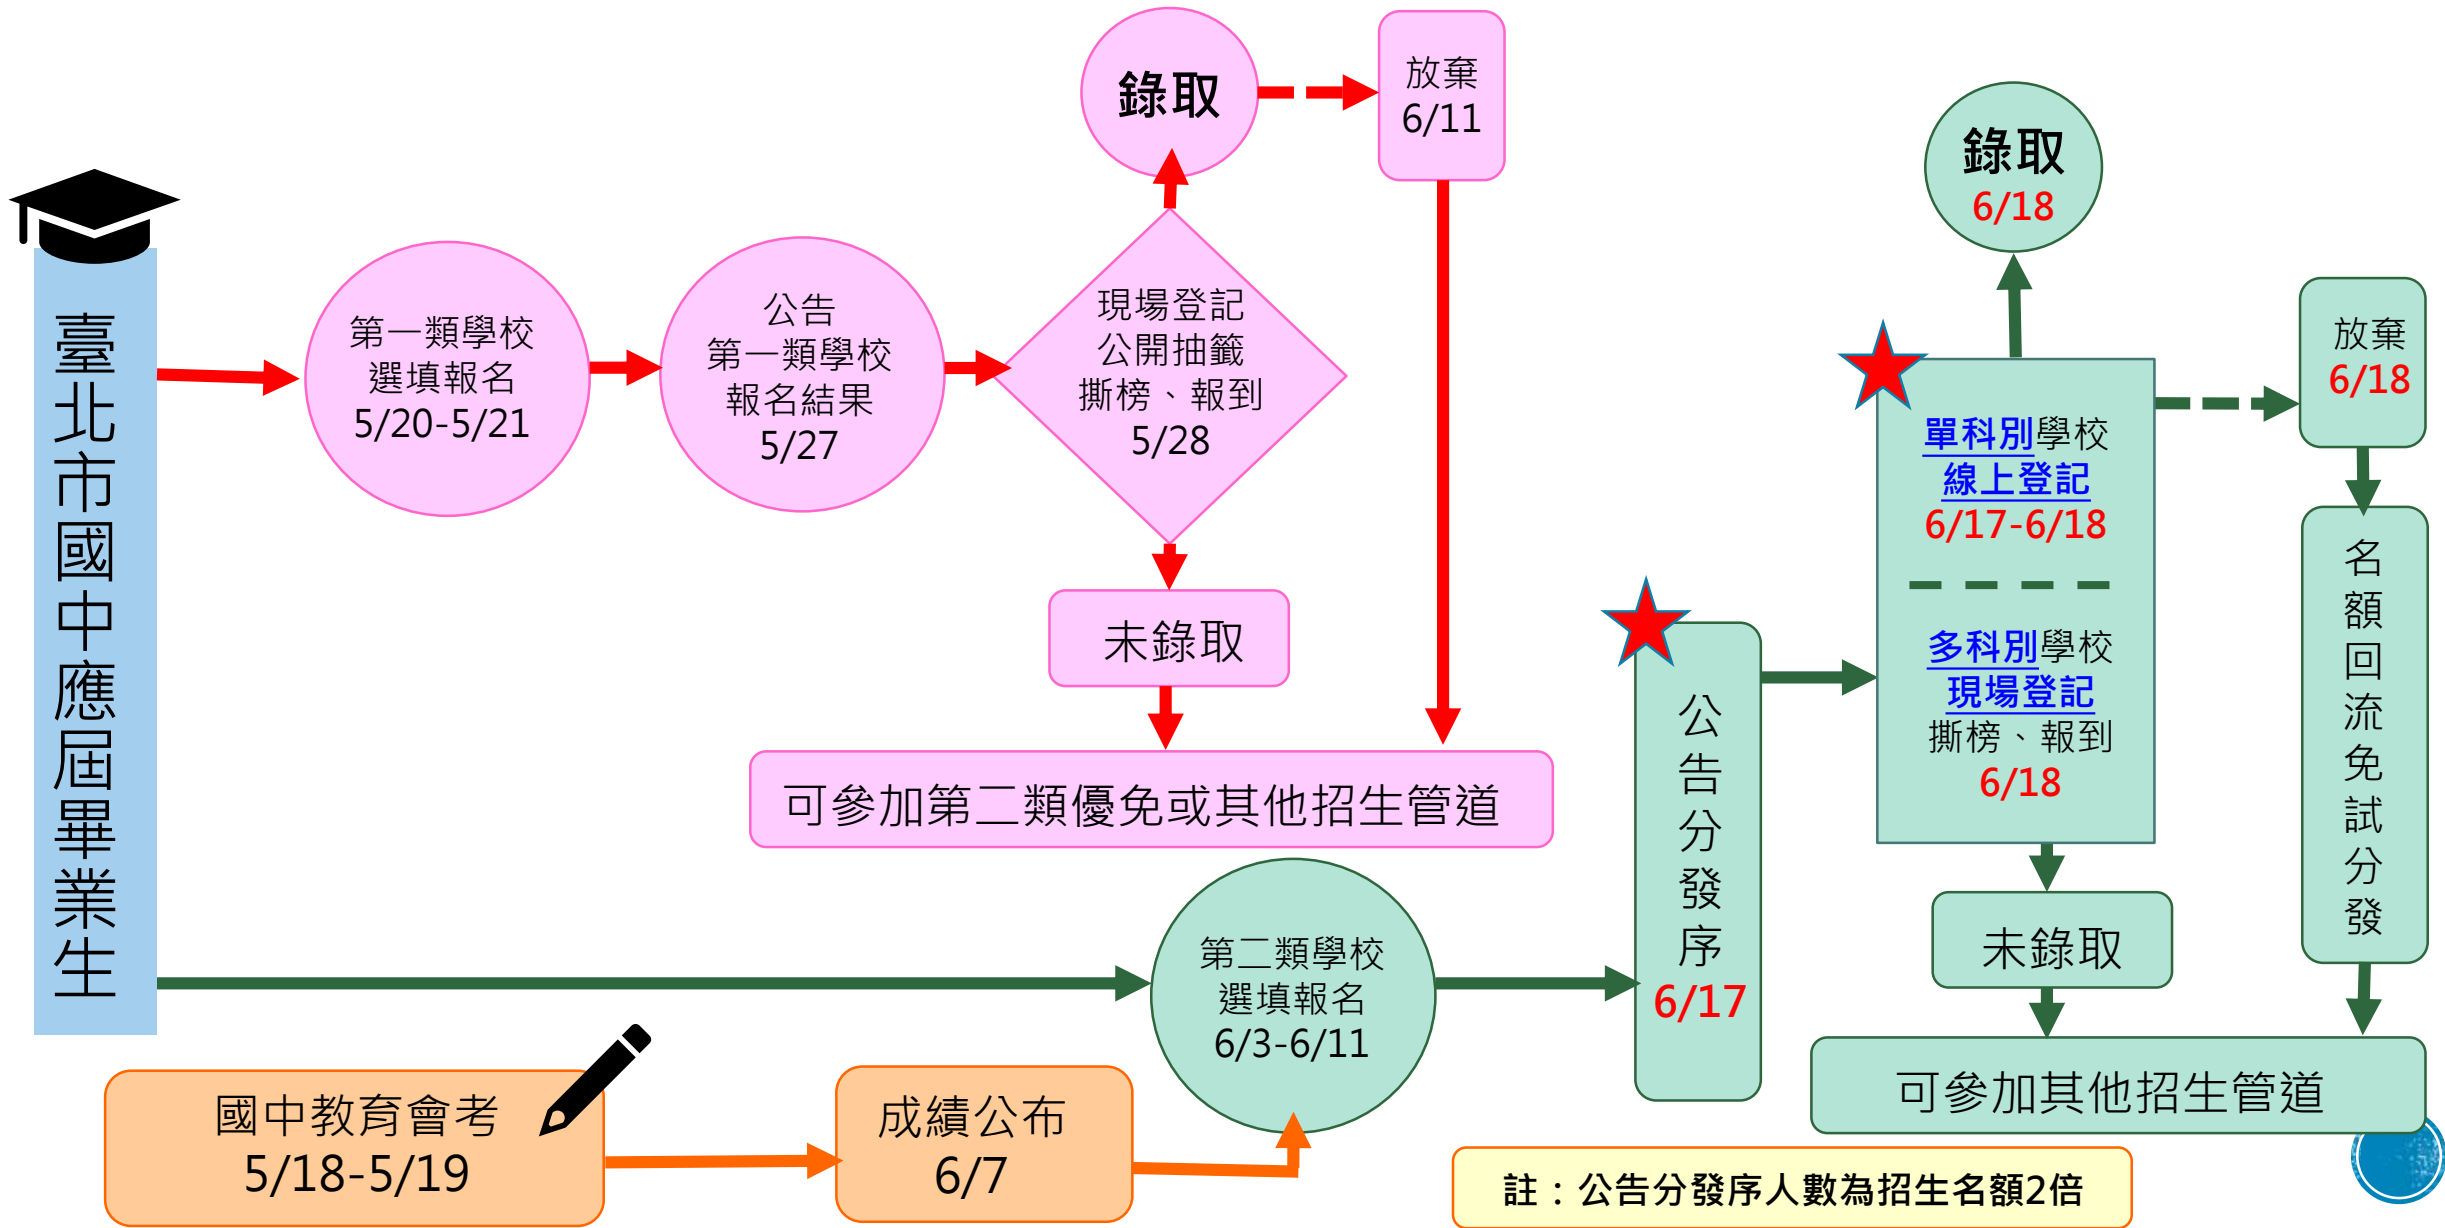 臺北市國中應屆畢業生
第一類學校
選填報名
5/20-5/21
公告
第一類學校
報名結果
5/27
現場登記
公開抽籤
撕榜、報到
5/28
錄取
放棄
6/11
未錄取
可參加第二類優免或其他招生管道
國中教育會考
5/18-5/19
成績公布
6/7
第二類學校
選填報名
6/3-6/11
公告分發序
6/17
單科別學校
線上登記
6/17-6/18
多科別學校
現場登記
撕榜、報到
6/18
錄取
6/18
放棄
6/18
名額回流免試分發
未錄取
可參加其他招生管道
註：公告分發序人數為招生名額2倍